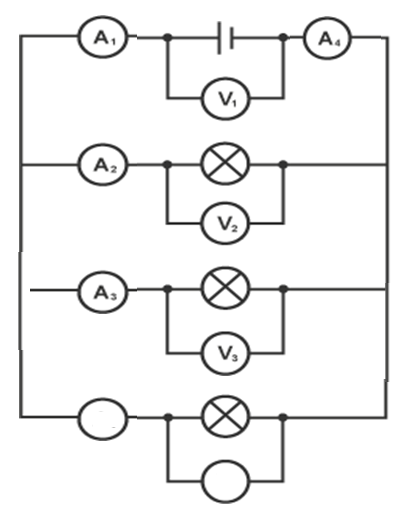 A₁ A₄
V₁
A₂
V₂
A₃
V₃